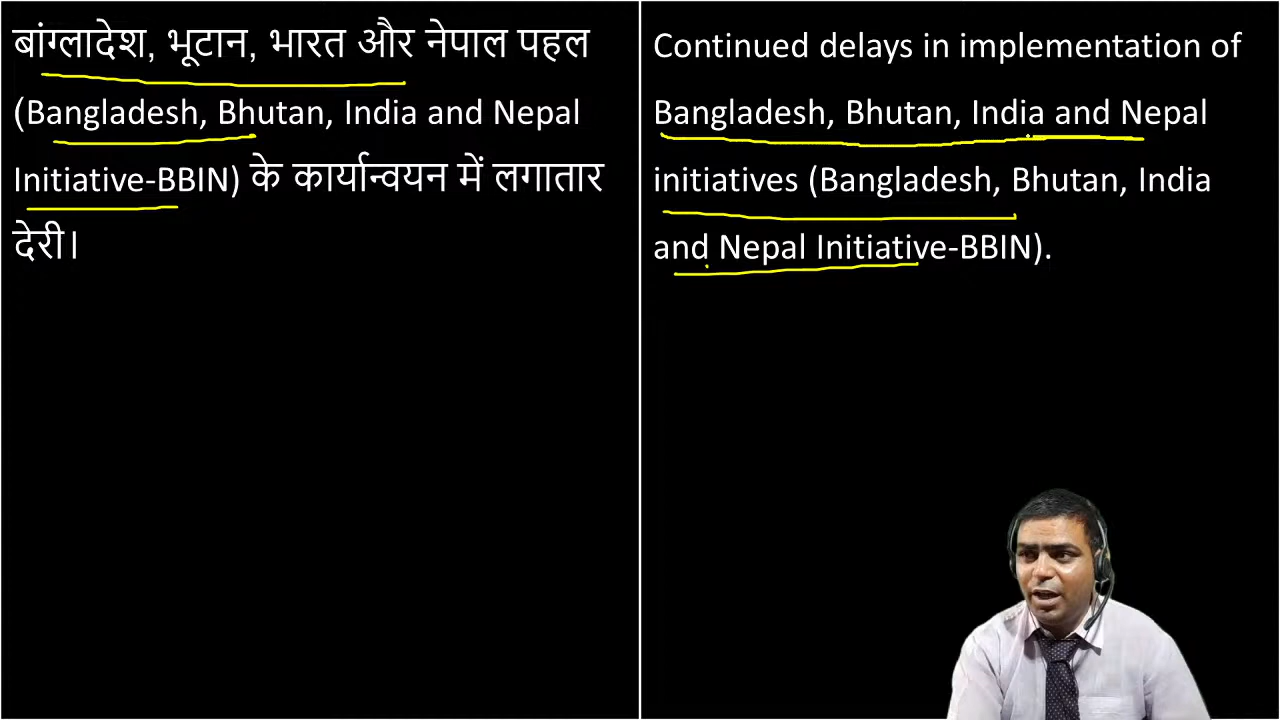 बांग्लादेश, भूटान, भारत और नेपाल पहल
(Bangladesh, Bhutan, India and Nepal
Initiative-BBIN) के कार्यान्वयन में लगातार
देरी।
Continued delays in implementation of
Bangladesh, Bhutan, India and Nepal
initiatives (Bangladesh, Bhutan, India
and Nepal Initiative-BBIN).